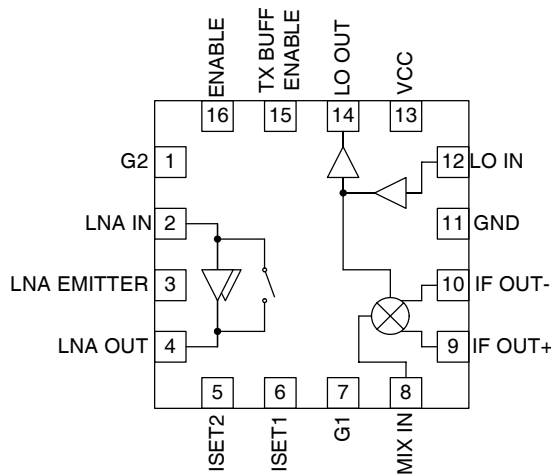 ENABLE
TX BUFF
ENABLE
LO OUT
VCC
16
15
14
13
G2
1
12
LO IN
LNA IN
2
11
GND
LNA EMITTER
3
10
IF OUT-
LNA OUT
4
9
IF OUT+
5
6
7
8
ISET2
ISET1
G1
MIX IN